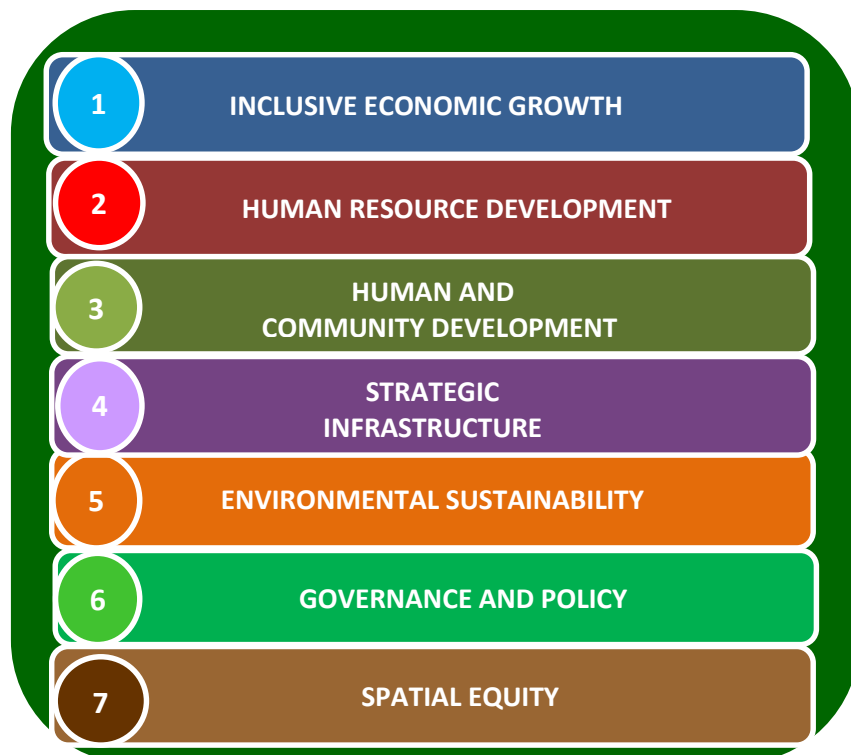 1
INCLUSIVE ECONOMIC GROWTH
2
HUMAN RESOURCE DEVELOPMENT
3
HUMAN AND
COMMUNITY DEVELOPMENT
4
STRATEGIC
INFRASTRUCTURE
5
ENVIRONMENTAL SUSTAINABILITY
6
GOVERNANCE AND POLICY
7
SPATIAL EQUITY